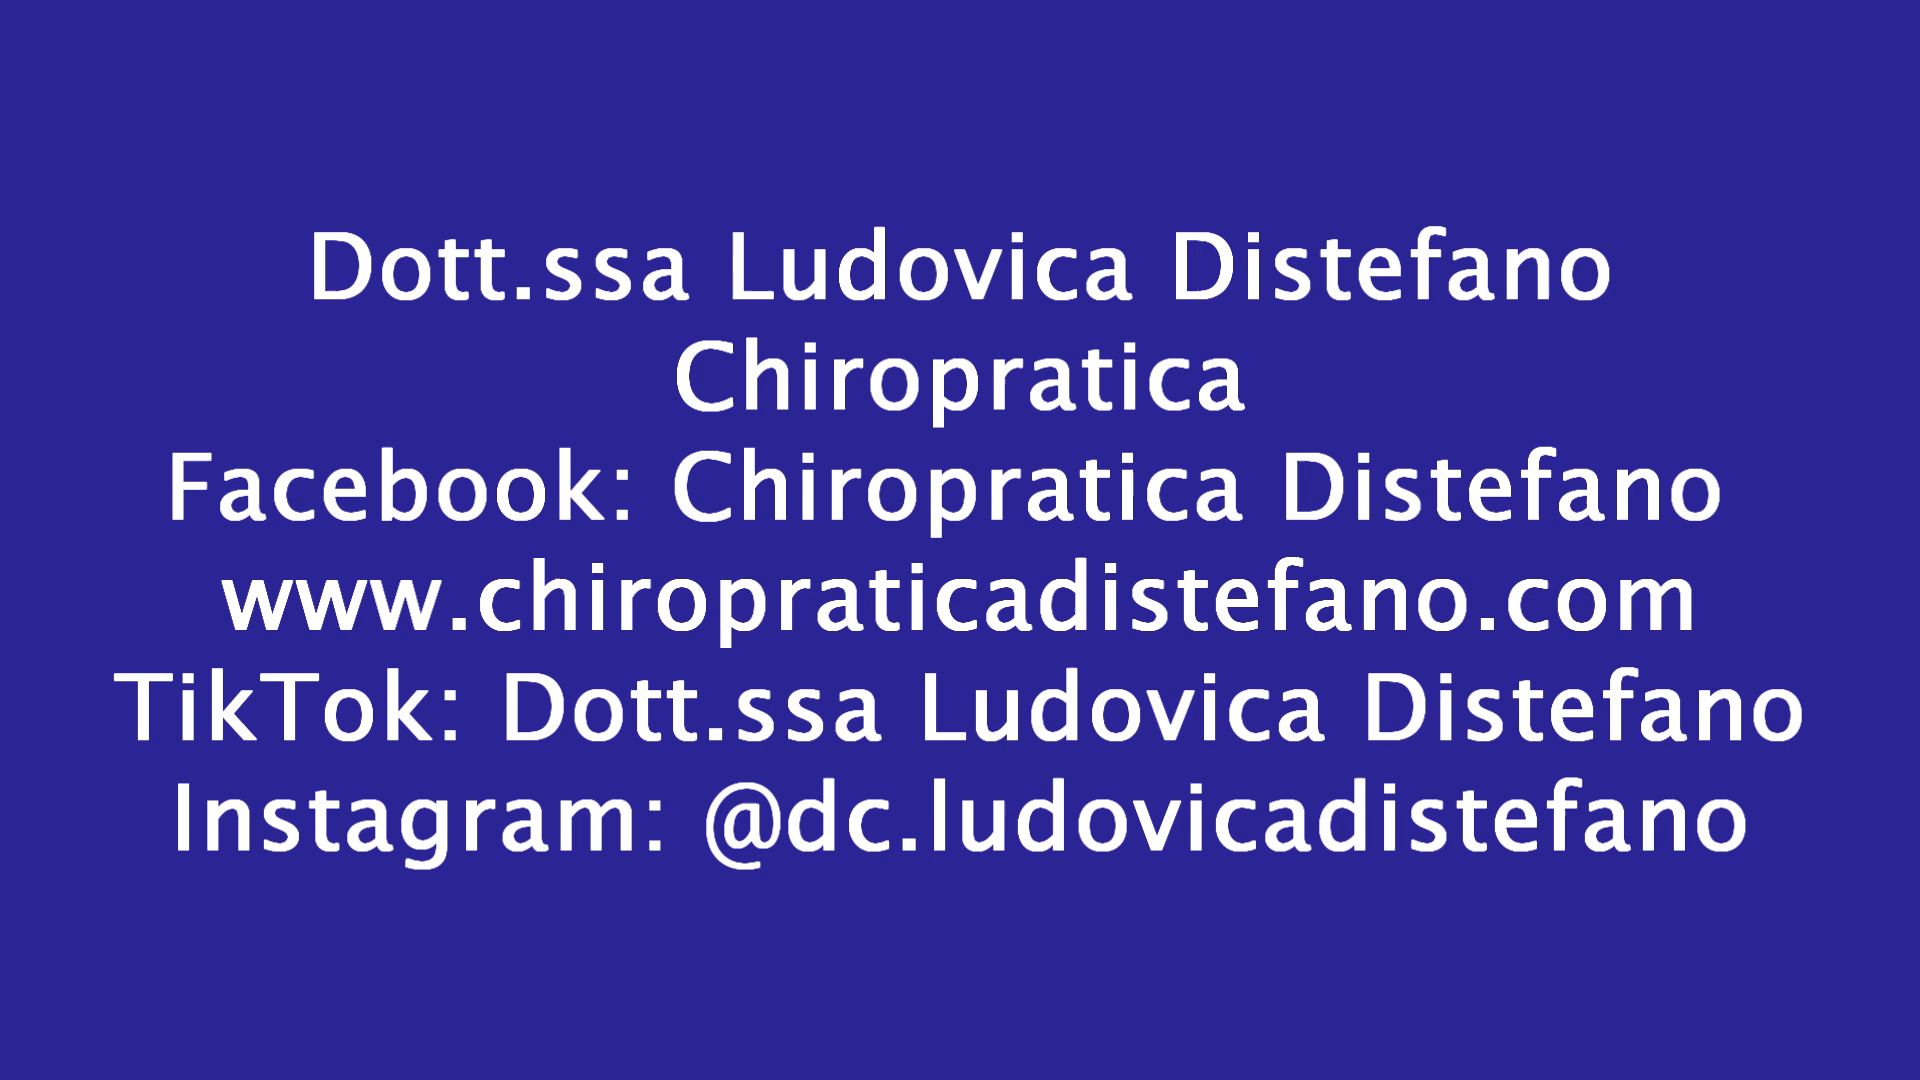 Dott.ssa Ludovica Distefano
Chiropratica
Facebook: Chiropratica Distefano
www.chiropraticadistefano.com
TikTok: Dott.ssa Ludovica Distefano
Instagram: @dc.ludovicadistefano